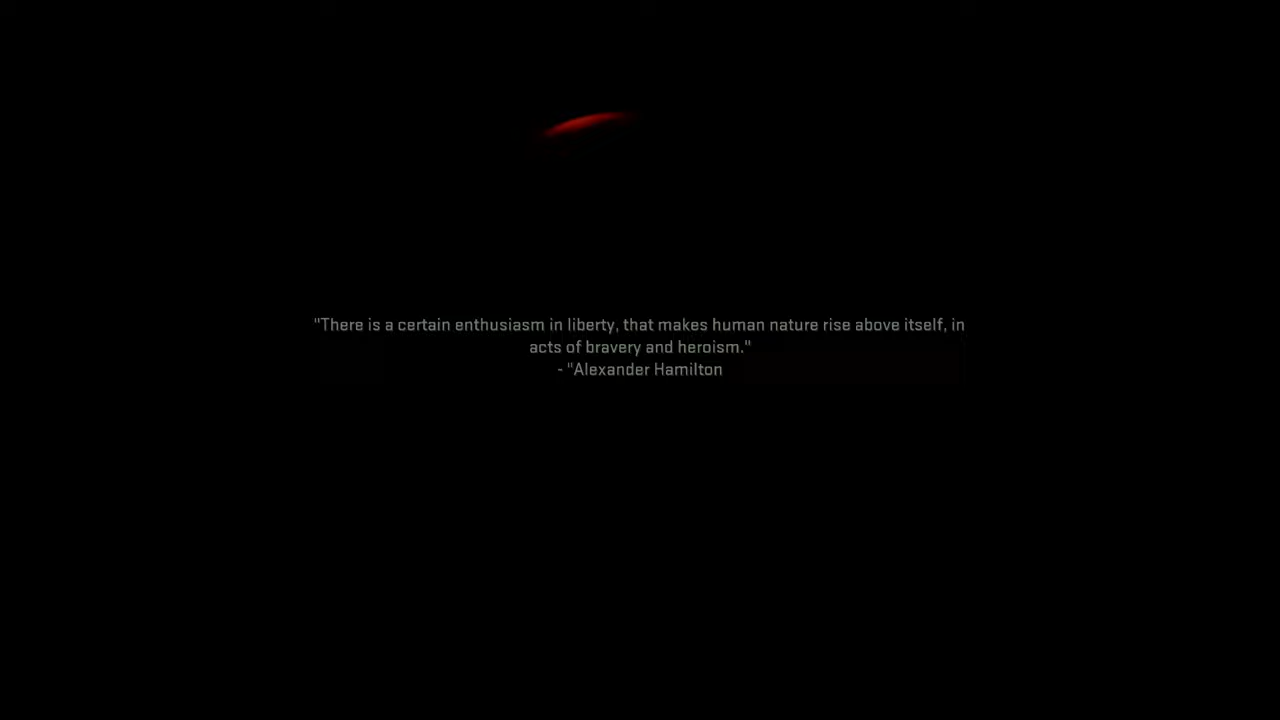 "There is a certain enthusiasm in liberty, that makes human nature rise above itself, in
acts of bravery and heroism."
- "Alexander Hamilton